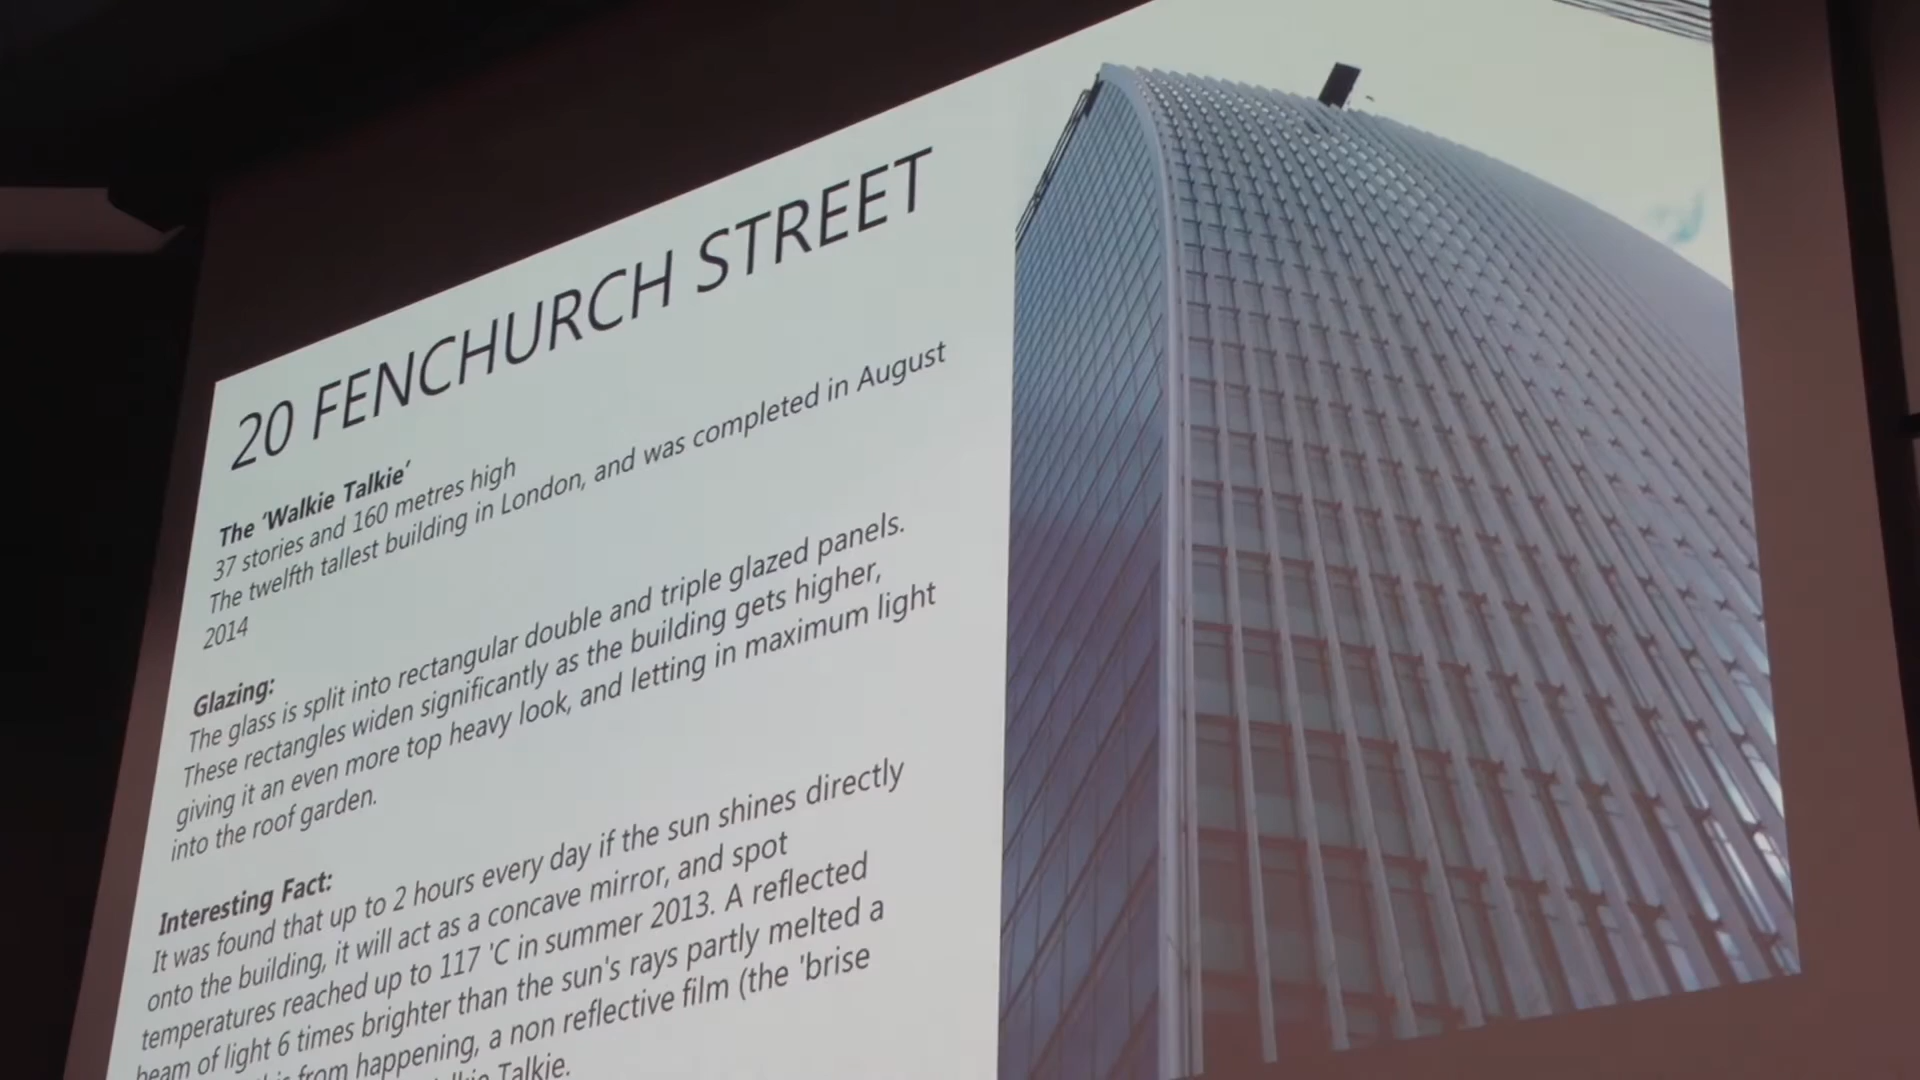 20 FENCHURCH STREET
The ‘Walkie Talkie’
37 stories and 160 metres high
The twelfth tallest building in London, and was completed in August
2014
Glazing:
The glass is split into rectangular double and triple glazed panels.
These rectangles widen significantly as the building gets higher,
giving it an even more top heavy look, and letting in maximum light
into the roof garden.
Interesting Fact:
It was found that up to 2 hours every day if the sun shines directly
onto the building, it will act as a concave mirror, and spot
temperatures reached up to 117 'C in summer 2013. A reflected
beam of light 6 times brighter than the sun's rays partly melted a
from happening, a non reflective film (the 'brise
Talkie.